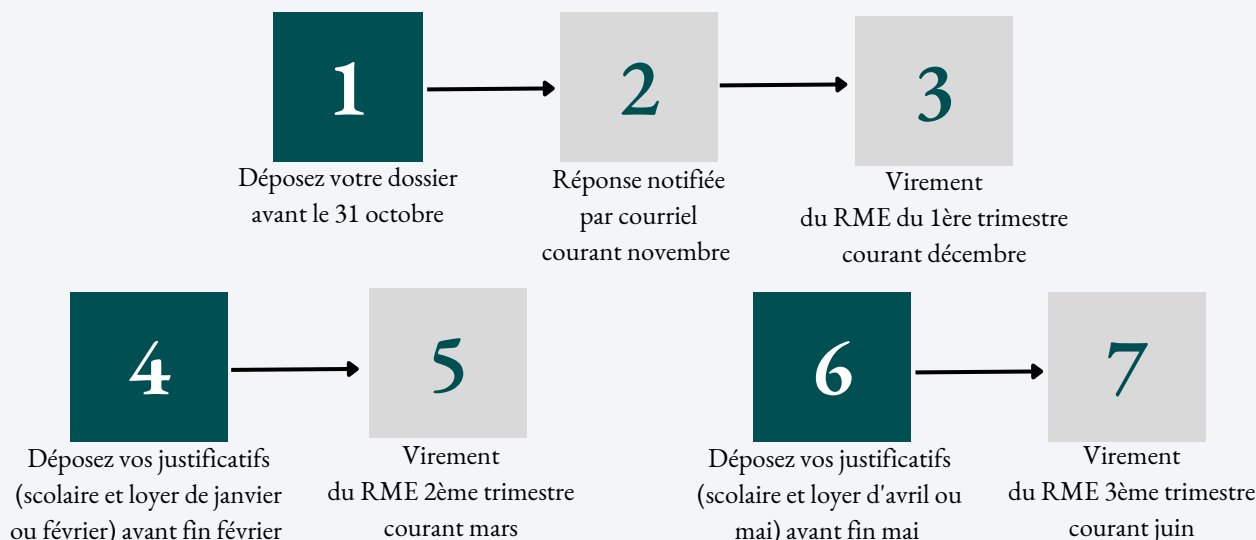 1
Déposez votre dossier
avant le 31 octobre
2
Réponse notifiée
par courriel
courant novembre
3
Virement
du RME du 1ère trimestre
courant décembre
4
Déposez vos justificatifs
(scolaire et loyer de janvier
ou février) avant fin février
5
Virement
du RME 2ème trimestre
courant mars
6
Déposez vos justificatifs
(scolaire et loyer d'avril ou
mai) avant fin mai
7
Virement
du RME 3ème trimestre
courant juin